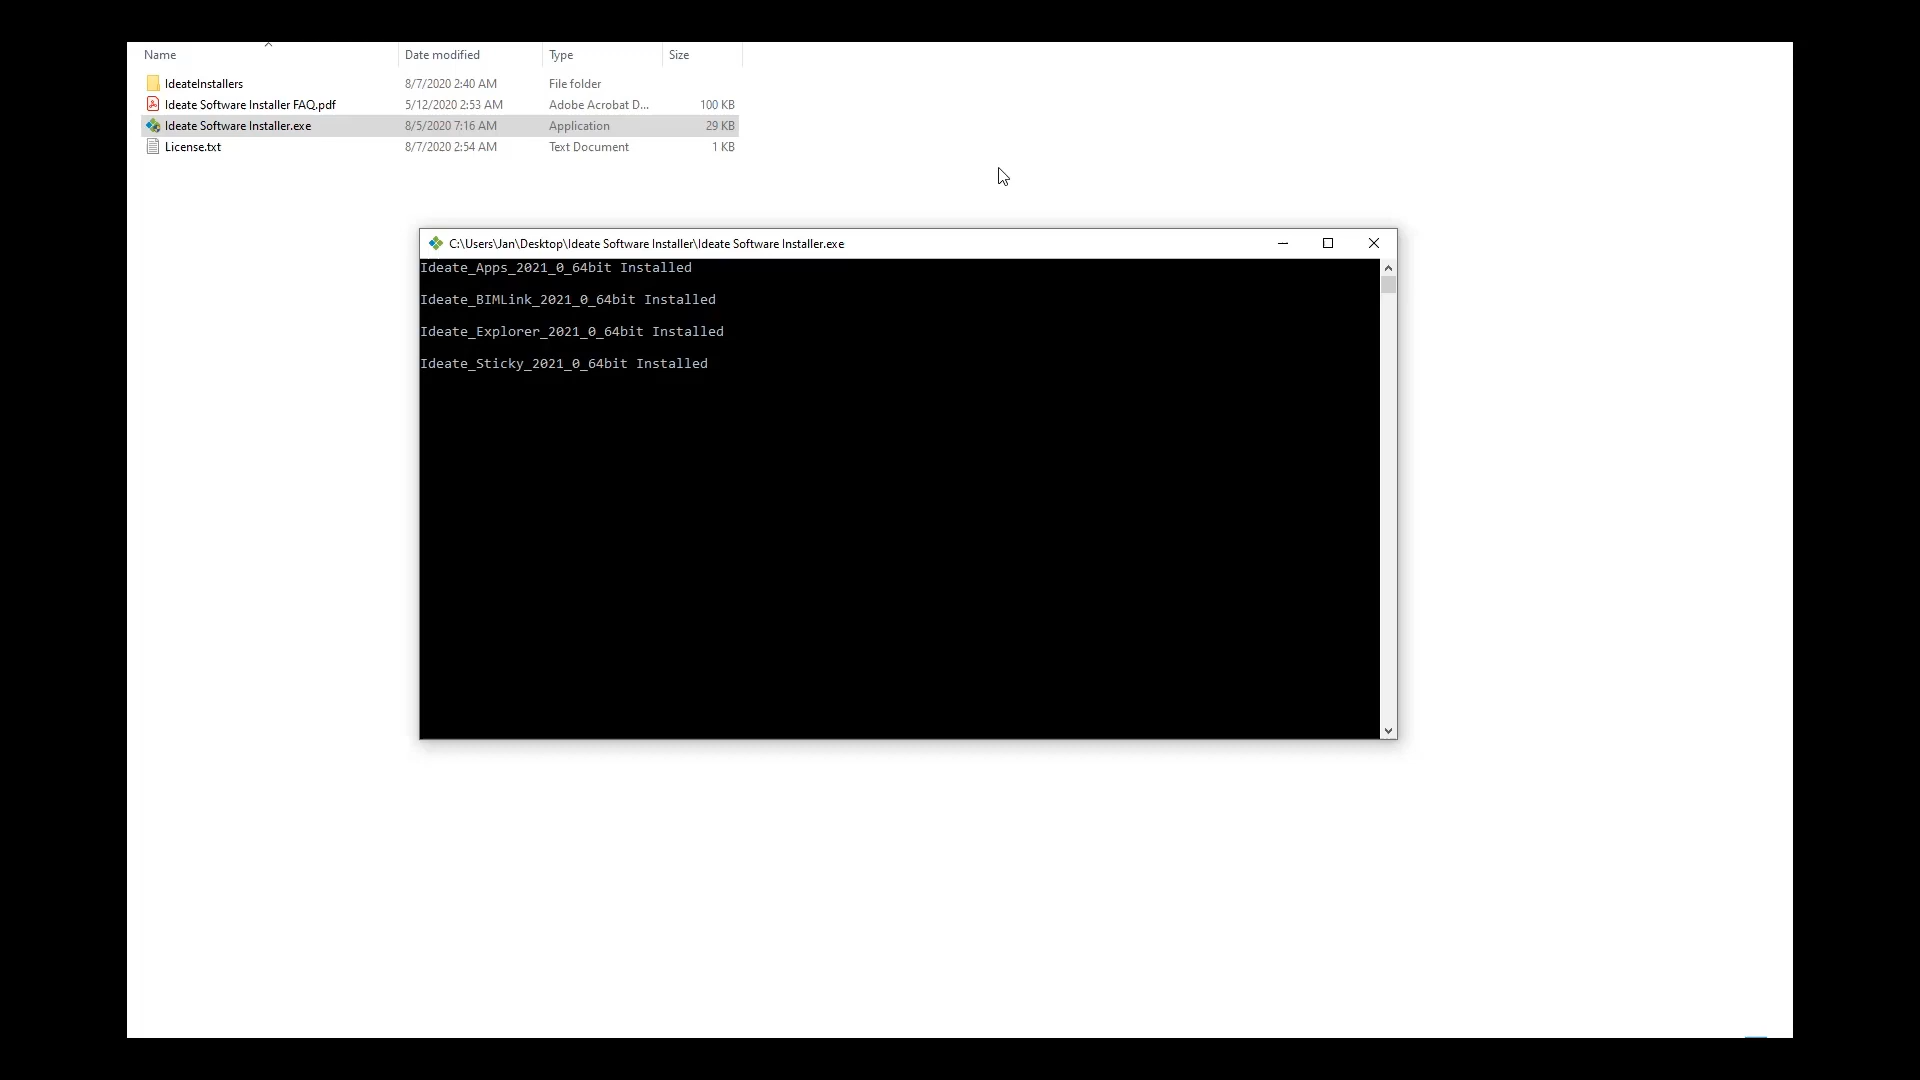 Name Date modified Type Size
IdeateInstallers 8/7/2020 2:40 AM File folder
Ideate Software Installer FAQ.pdf 5/12/2020 2:53 AM Adobe Acrobat D... 100 KB
Ideate Software Installer.exe 8/5/2020 7:16 AM Application 29 KB
License.txt 8/7/2020 2:54 AM Text Document 1 KB
C:\Users\Jan\Desktop\Ideate Software Installer\Ideate Software Installer.exe
Ideate_Apps_2021_0_64bit Installed
Ideate_BIMLink_2021_0_64bit Installed
Ideate_Explorer_2021_0_64bit Installed
Ideate_Sticky_2021_0_64bit Installed